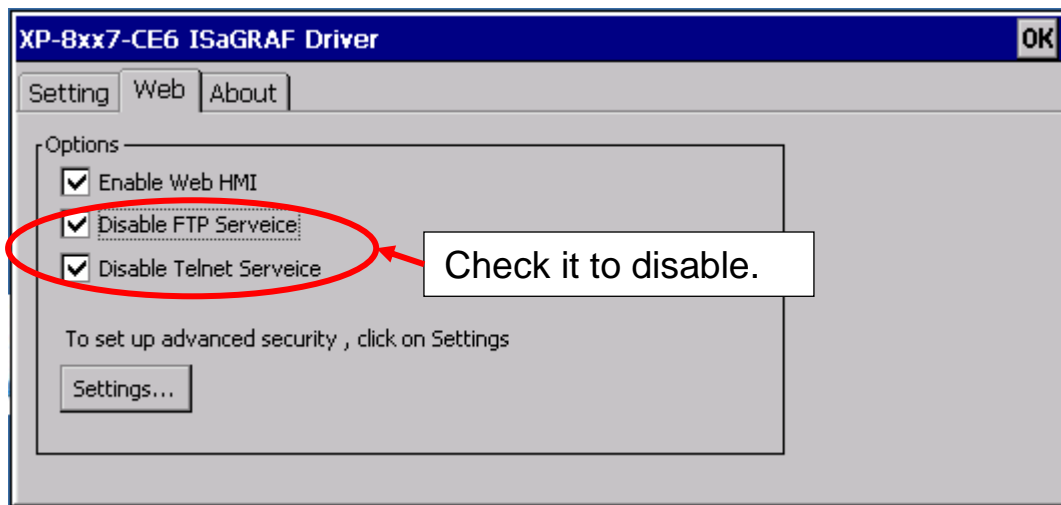 XP-8xx7-CE6 ISaGRAF Driver OK
Setting Web About
Options
Enable Web HMI
Disable FTP Serveice
Disable Telnet Serveice
Check it to disable.
To set up advanced security , click on Settings
Settings...